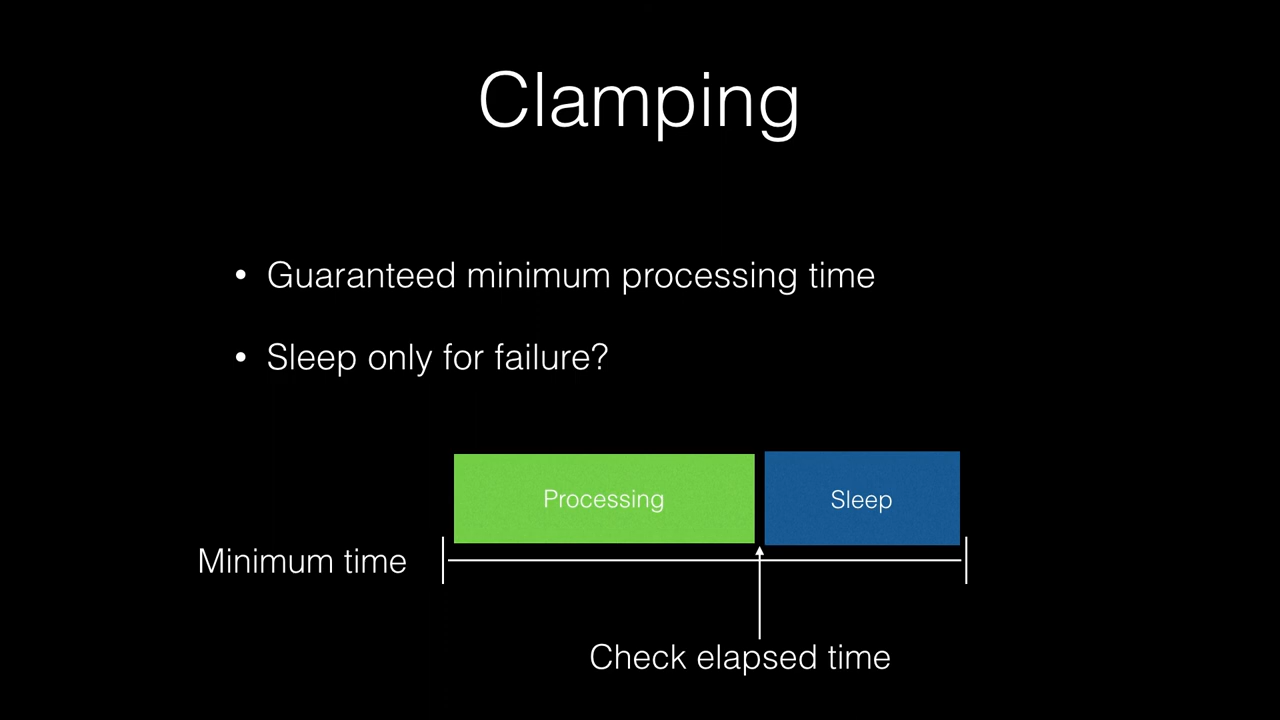 Clamping
• Guaranteed minimum processing time
• Sleep only for failure?
Processing
Sleep
Minimum time
Check elapsed time